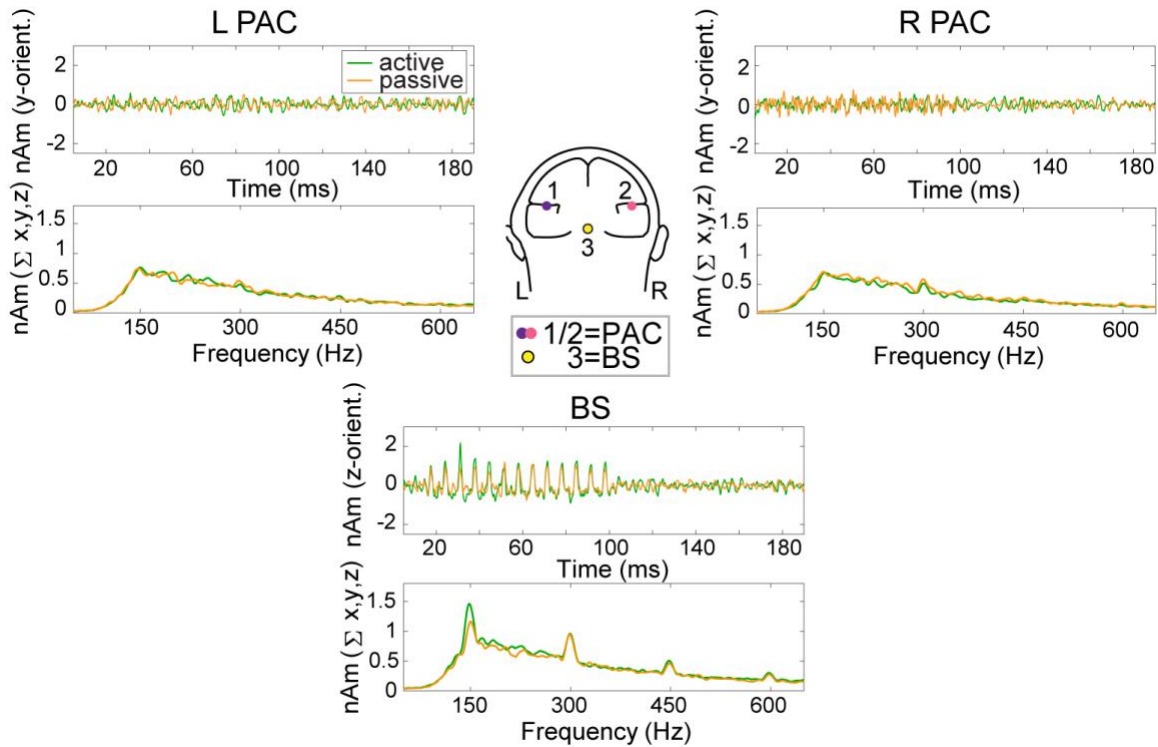 L PAC
nAm (y-orient.)
2
0
-2
active
passive
20 60 100 140 180
Time (ms)
nAm (∑ x,y,z)
1.5
1
0.5
0
150 300 450 600
Frequency (Hz)
1 2
3
L R
1/2=PAC
3=BS
R PAC
nAm (y-orient.)
2
0
-2
20 60 100 140 180
Time (ms)
nAm (∑ x,y,z)
1.5
1
0.5
0
150 300 450 600
Frequency (Hz)
BS
nAm (z-orient.)
2
0
-2
20 60 100 140 180
Time (ms)
nAm (∑ x,y,z)
1.5
1
0.5
0
150 300 450 600
Frequency (Hz)